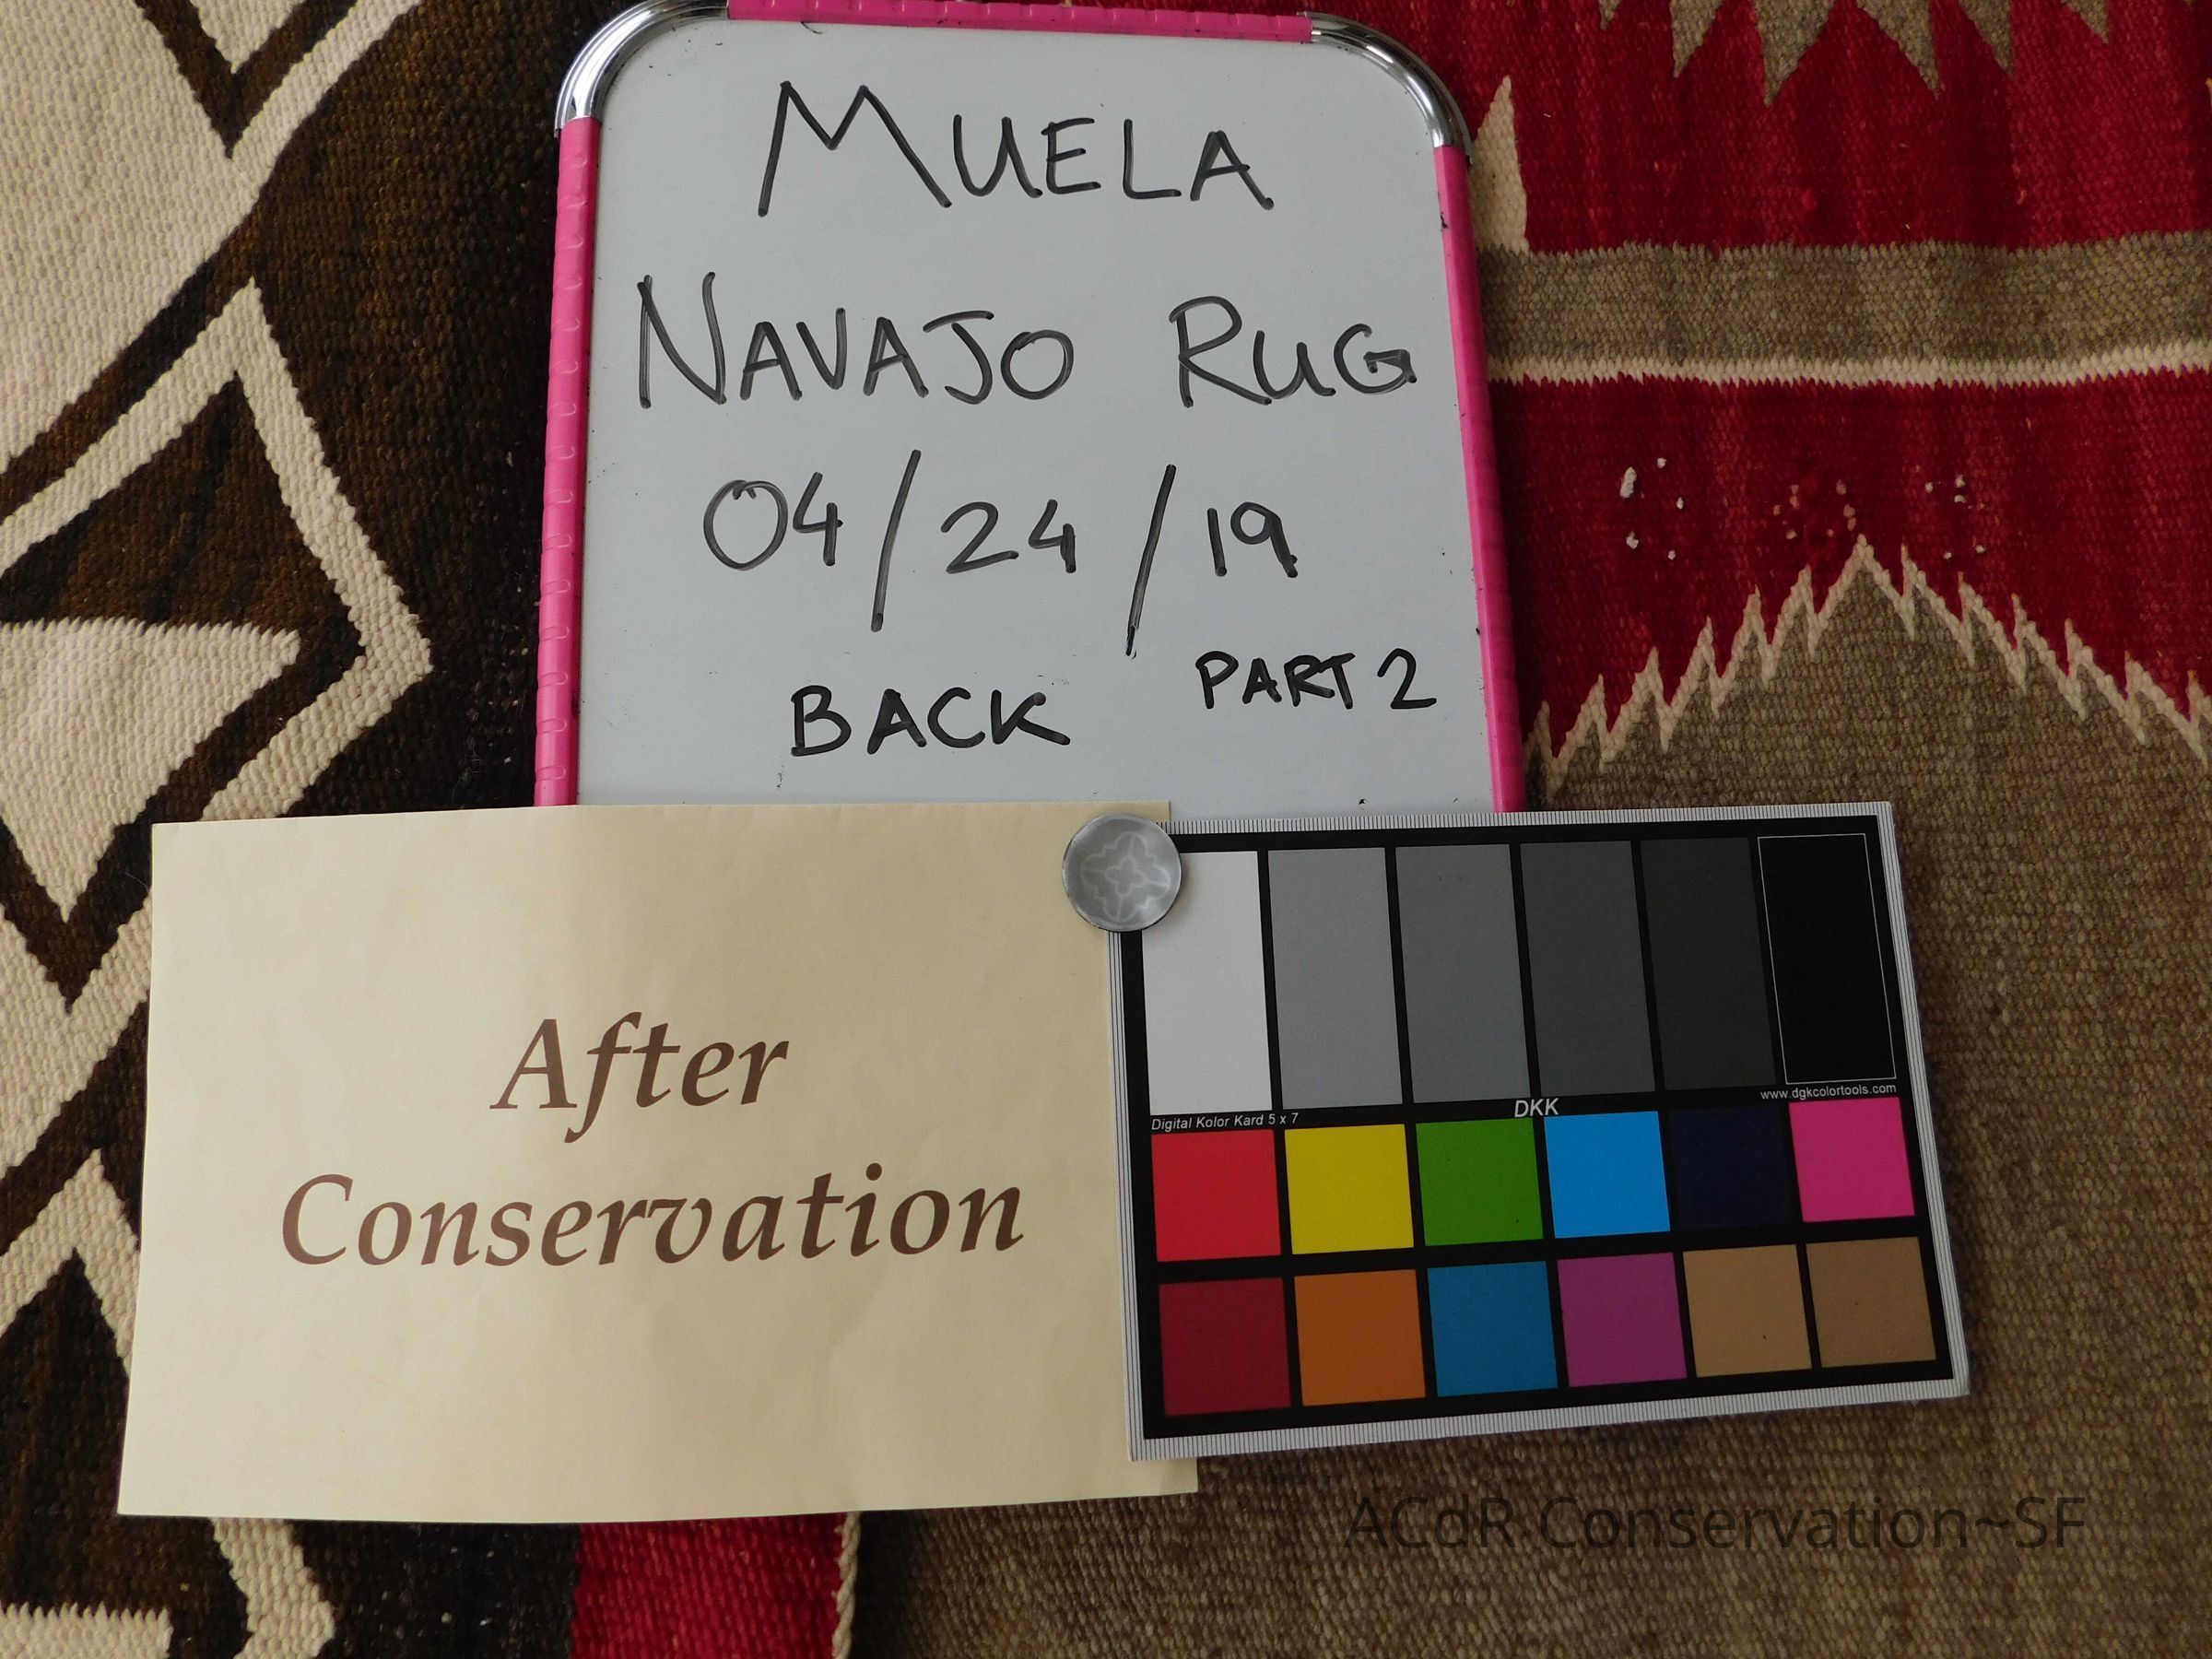 MUELA
NAVAJO RUG
04/24/19
BACK PART 2
After
Conservation
www.dgkcolortools.com
Digital Kolor Kard 5 x 7 DKK
ACdR Conservation~SF